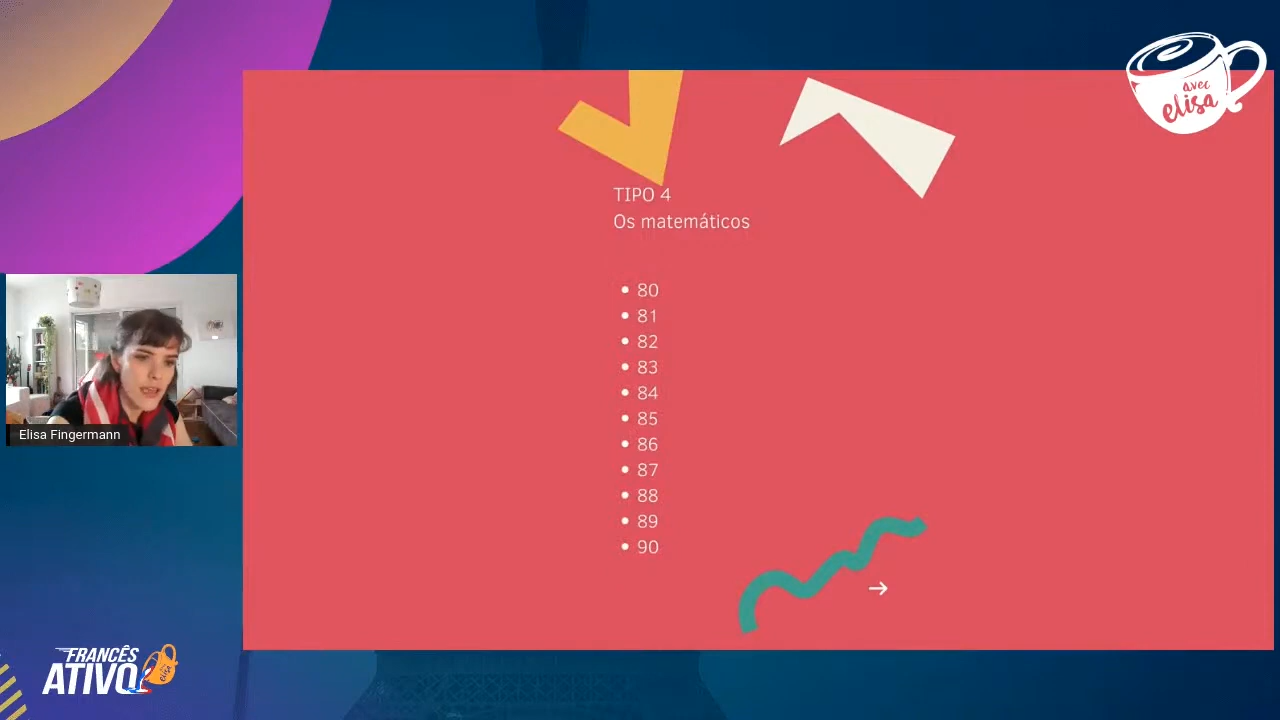 avec
elisa
TIPO 4
Os matemáticos
80
81
82
83
84
85
86
87
88
89
90
→
Elisa Fingermann
FRANCÊS
ATIVO